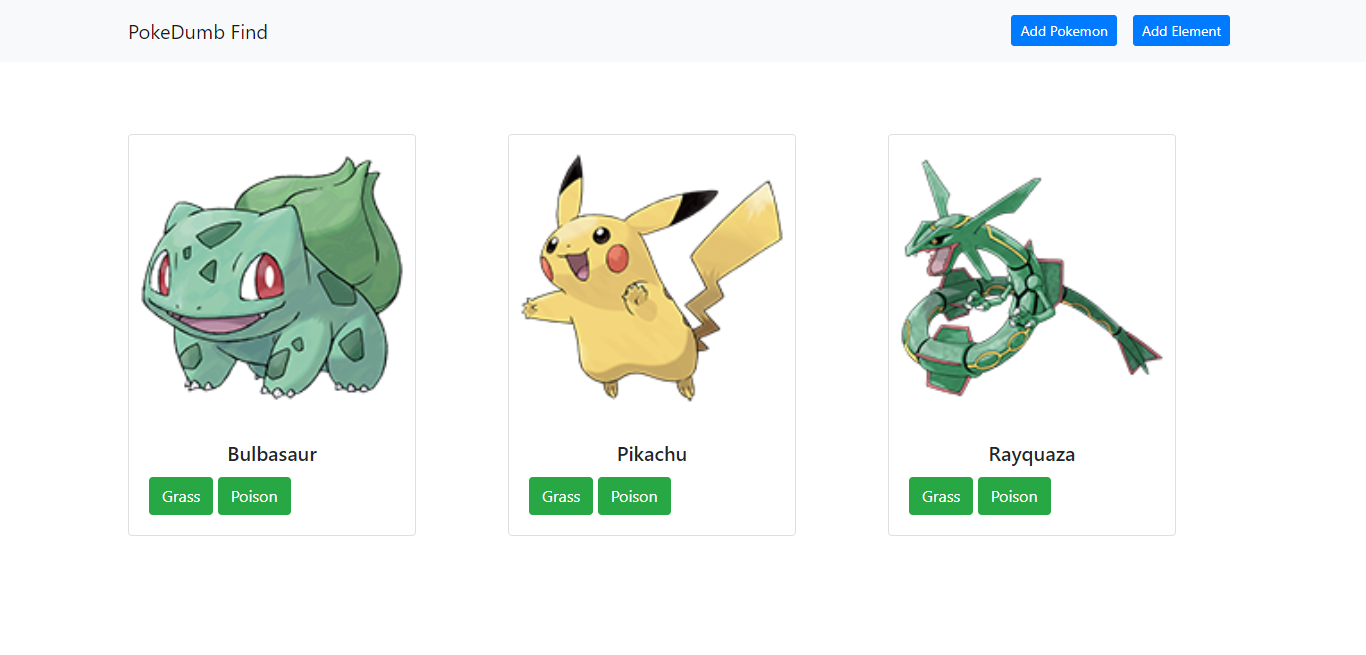 PokeDumb Find Add Pokemon Add Element
Bulbasaur Pikachu Rayquaza
Grass Poison Grass Poison Grass Poison